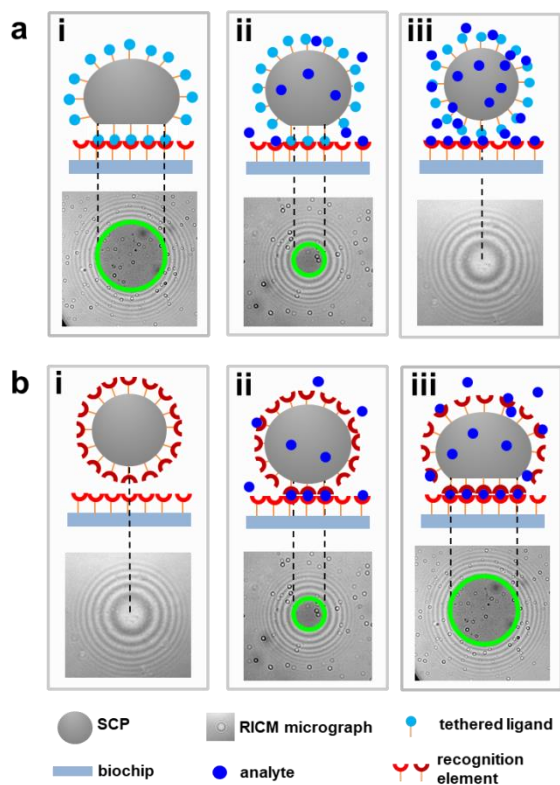 a
i
ii
iii
b
i
ii
iii
SCP
RICM micrograph
tethered ligand
biochip
analyte
recognition
element